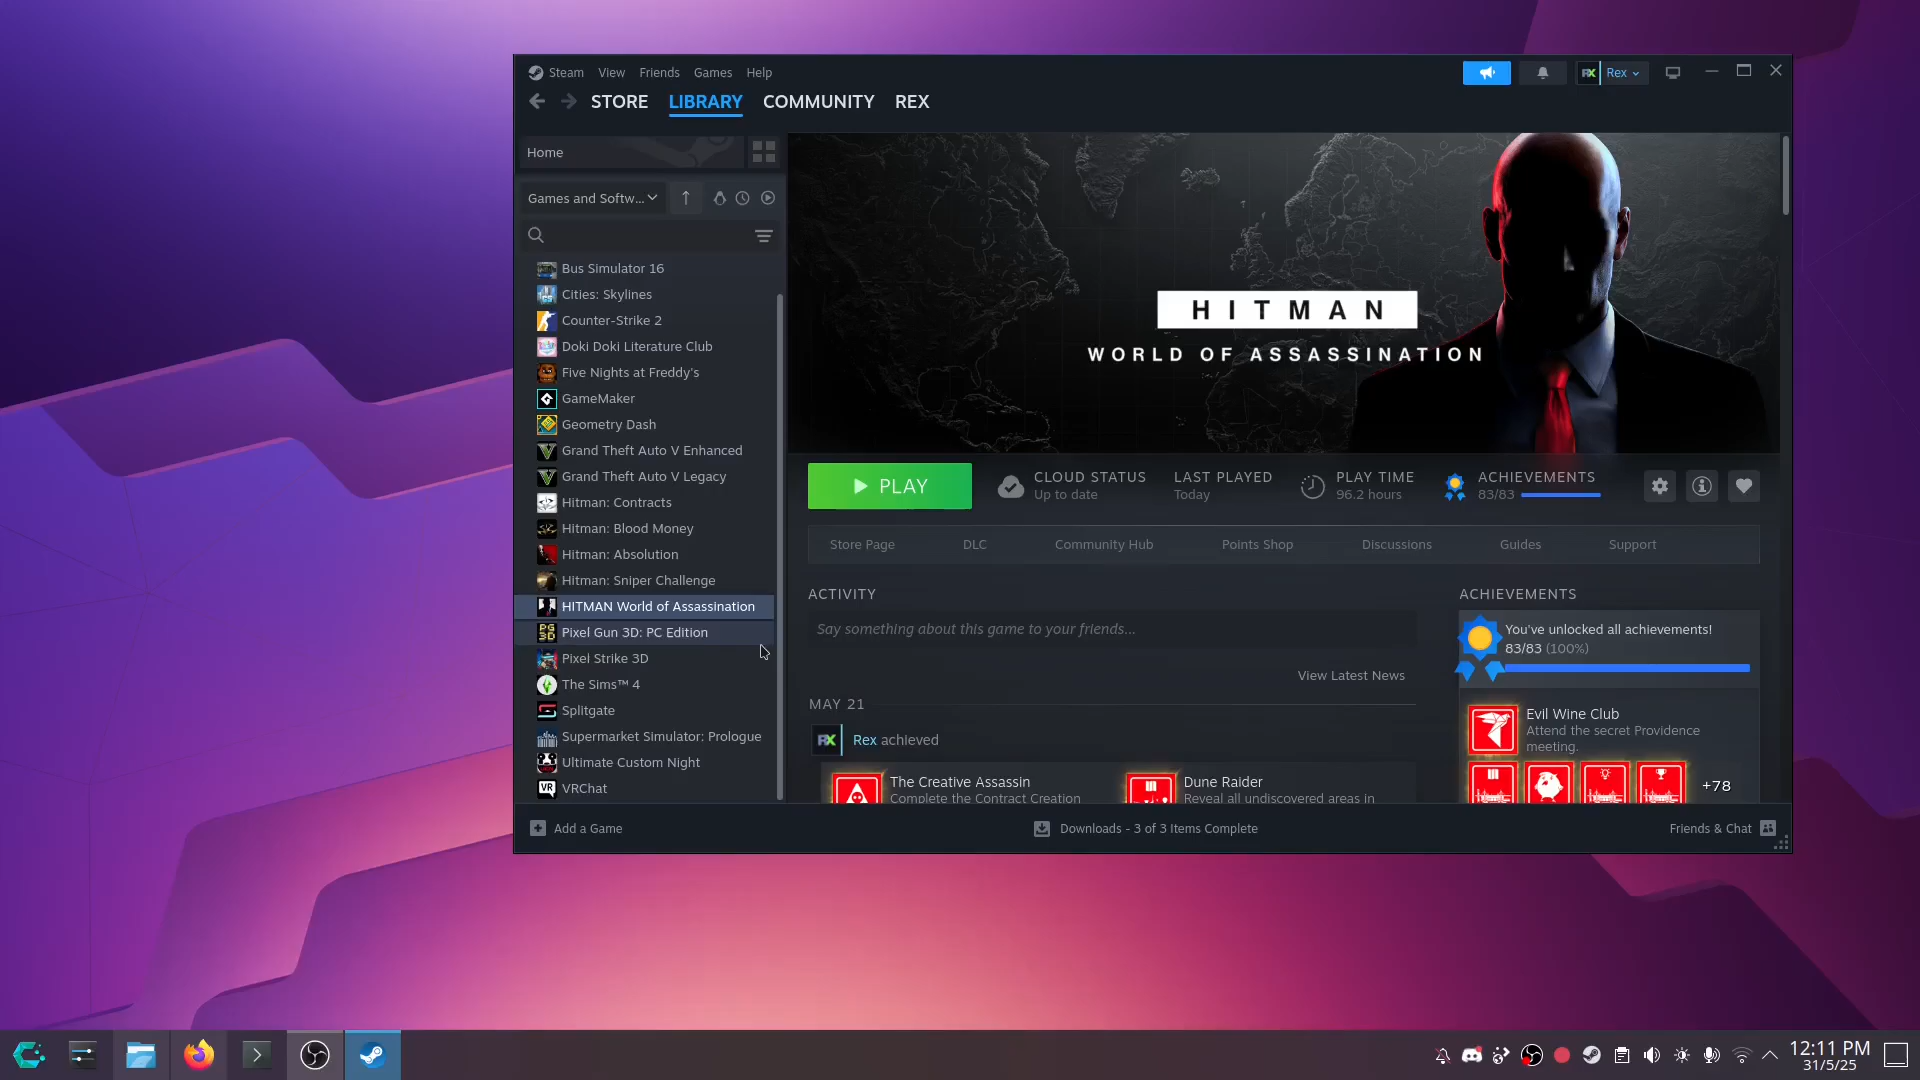 Steam View Friends Games Help
Rex
STORE LIBRARY COMMUNITY REX
Home
Games and Softw...
Bus Simulator 16
Cities: Skylines
Counter-Strike 2
Doki Doki Literature Club
Five Nights at Freddy's
GameMaker
Geometry Dash
Grand Theft Auto V Enhanced
Grand Theft Auto V Legacy
Hitman: Contracts
Hitman: Blood Money
Hitman: Absolution
Hitman: Sniper Challenge
HITMAN World of Assassination
Pixel Gun 3D: PC Edition
Pixel Strike 3D
The Sims™ 4
Splitgate
Supermarket Simulator: Prologue
Ultimate Custom Night
VRChat
HITMAN
WORLD OF ASSASSINATION
PLAY
CLOUD STATUS
Up to date
LAST PLAYED
Today
PLAY TIME
96.2 hours
ACHIEVEMENTS
83/83
Store Page DLC Community Hub Points Shop Discussions Guides Support
ACTIVITY
Say something about this game to your friends...
View Latest News
MAY 21
Rex achieved
The Creative Assassin
Complete the Contract Creation
Dune Raider
Reveal all undiscovered areas in
ACHIEVEMENTS
You've unlocked all achievements!
83/83 (100%)
Evil Wine Club
Attend the secret Providence
meeting.
+78
Add a Game
Downloads - 3 of 3 Items Complete
Friends & Chat
12:11 PM
31/5/25